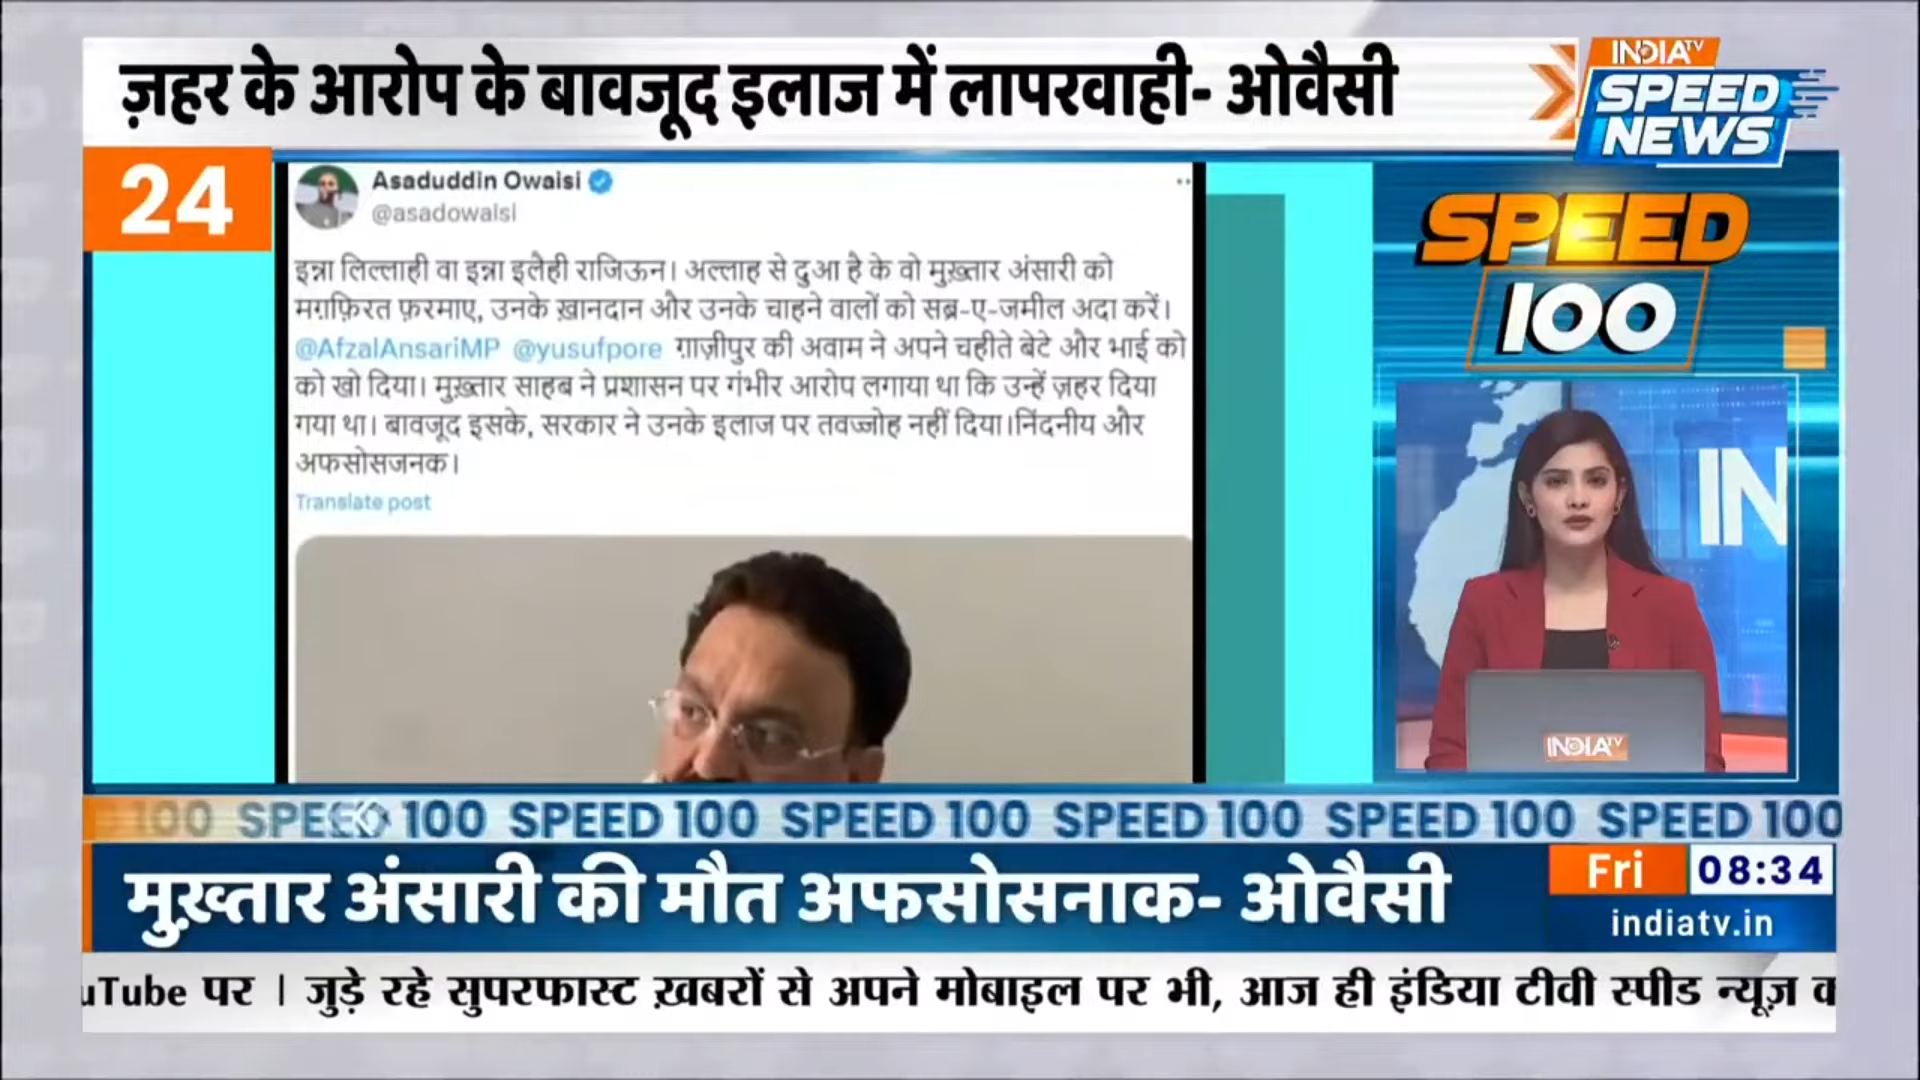 ज़हर के आरोप के बावजूद इलाज में लापरवाही- ओवैसी
INDIA TV
SPEED
NEWS
24
Asaduddin Owaisi
@asadowaisi
इन्ना लिल्लाही वा इन्ना इलैही राजिऊन। अल्लाह से दुआ है के वो मुख़्तार अंसारी को
मग़फ़िरत फ़रमाए, उनके ख़ानदान और उनके चाहने वालों को सब्र-ए-जमील अदा करें।
@AfzalAnsariMP @yusufpore ग़ाज़ीपुर की अवाम ने अपने चहीते बेटे और भाई को
को खो दिया। मुख़्तार साहब ने प्रशासन पर गंभीर आरोप लगाया था कि उन्हें ज़हर दिया
गया था। बावजूद इसके, सरकार ने उनके इलाज पर तवज्जोह नहीं दिया।निंदनीय और
अफसोसजनक।
Translate post
SPEED
100
IN
INDIA TV
100 SPEED 100 SPEED 100 SPEED 100 SPEED 100 SPEED 100 SPEED 100
मुख़्तार अंसारी की मौत अफसोसनाक- ओवैसी
Fri 08:34
indiatv.in
uTube पर | जुड़े रहे सुपरफास्ट ख़बरों से अपने मोबाइल पर भी, आज ही इंडिया टीवी स्पीड न्यूज़ व